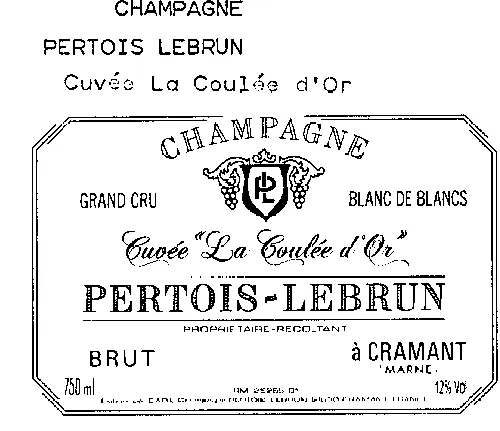 CHAMPAGNE
PERTOIS LEBRUN
Cuvée La Coulée d'Or
CHAMPAGNE
GRAND CRU
PL
BLANC DE BLANCS
Cuvée "La Coulée d'Or"
PERTOIS-LEBRUN
PROPRIETAIRE-RECOLTANT
BRUT
à CRAMANT
MARNE
750 ml
12% Vol